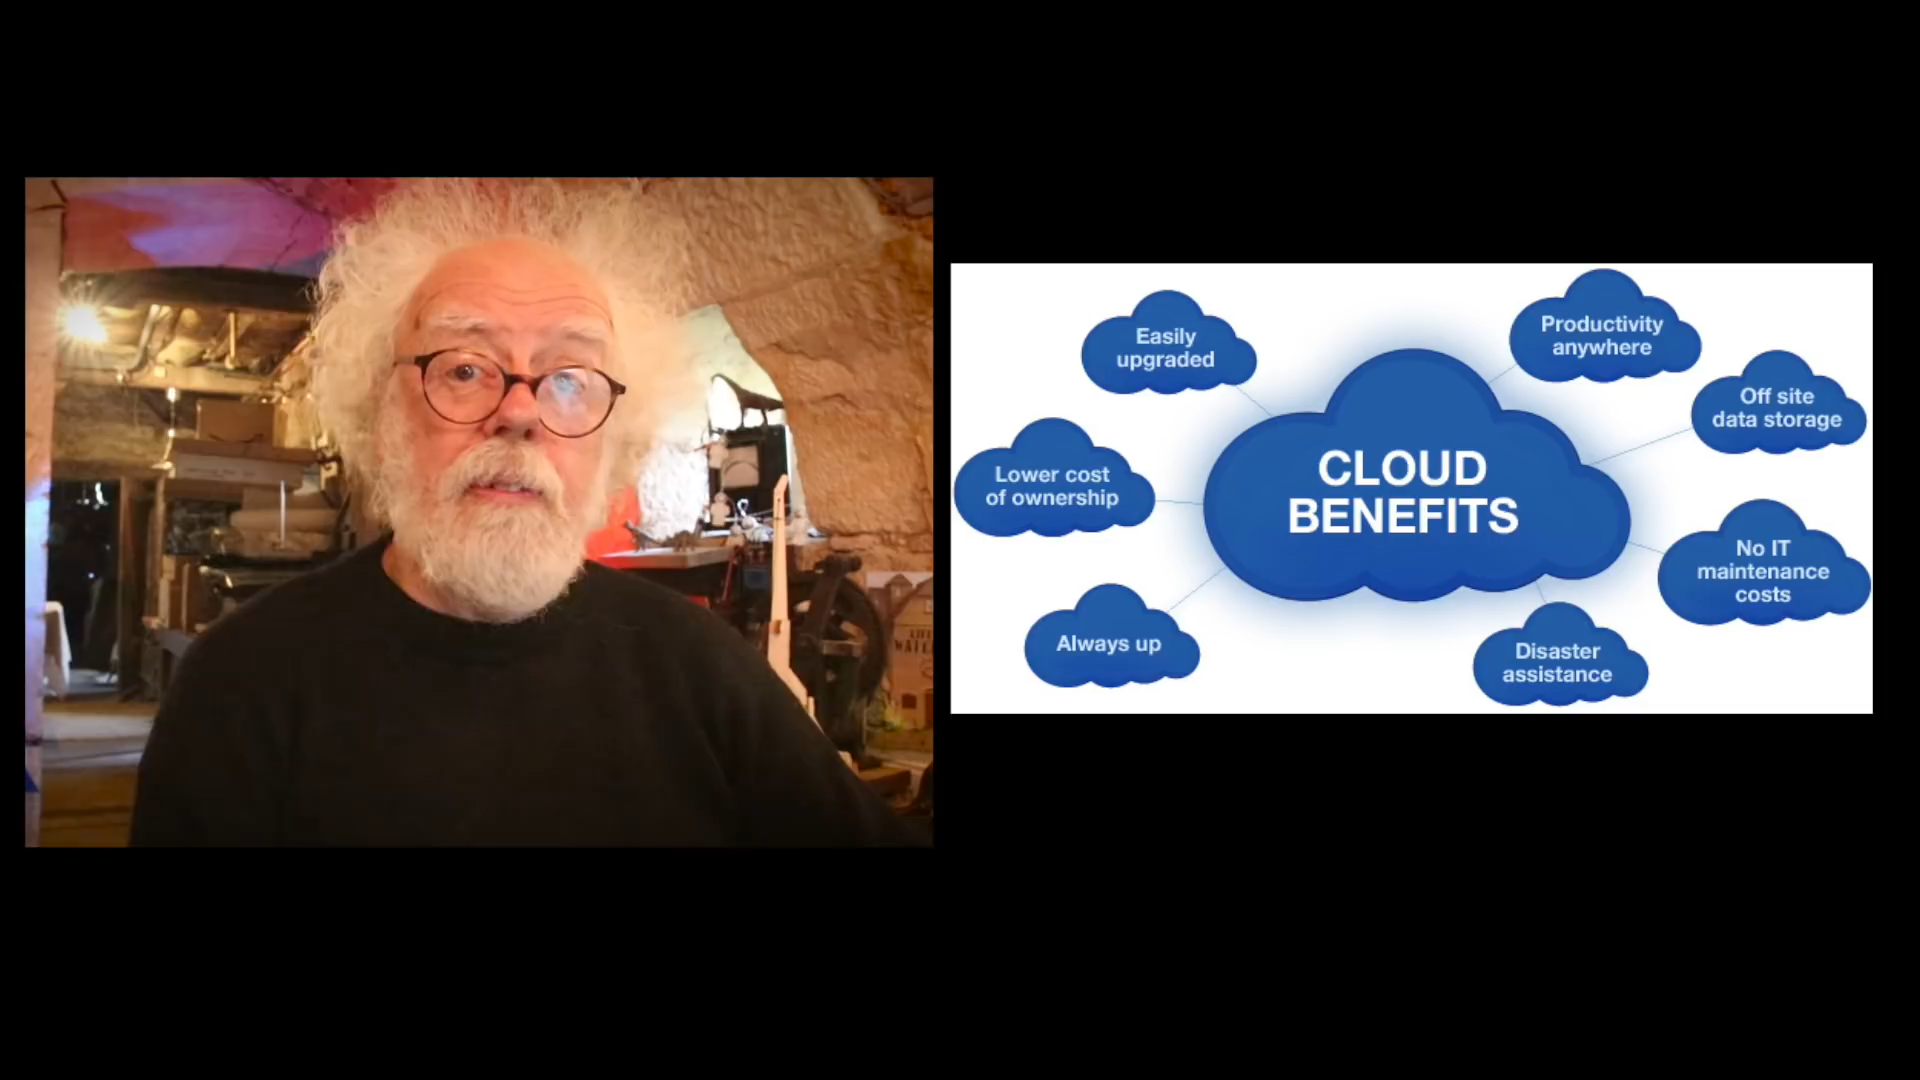 CLOUD
BENEFITS
Easily
upgraded
Productivity
anywhere
Off site
data storage
Lower cost
of ownership
No IT
maintenance
costs
Always up
Disaster
assistance